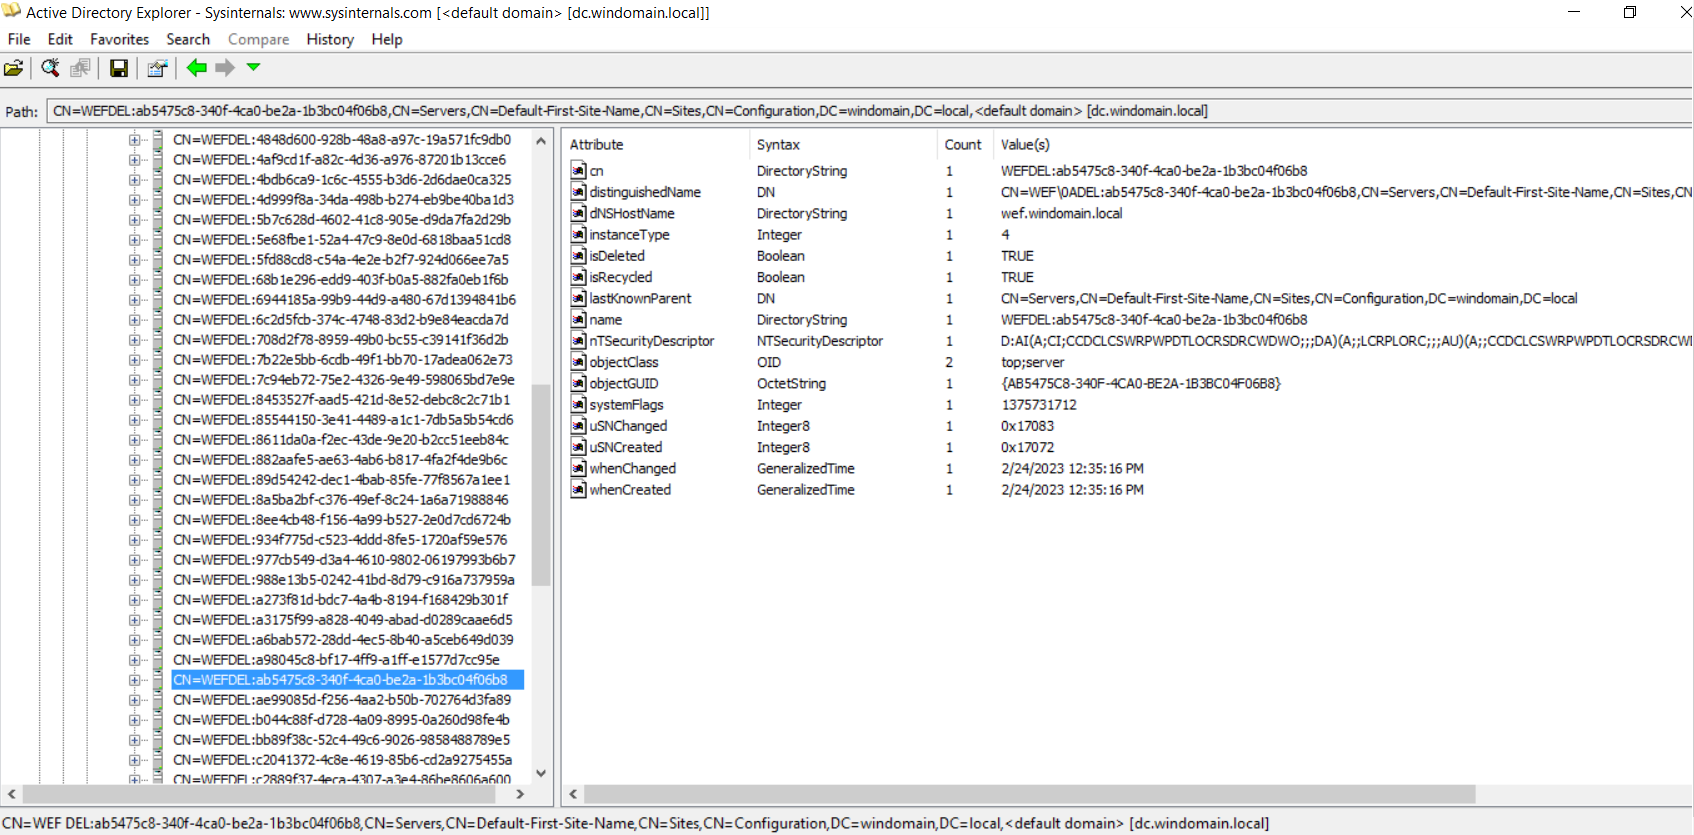 Active Directory Explorer - Sysinternals: www.sysinternals.com [<default domain> [dc.windomain.local]]
File Edit Favorites Search Compare History Help
Path: CN=WEFDEL:ab5475c8-340f-4ca0-be2a-1b3bc04f06b8,CN=Servers,CN=Default-First-Site-Name,CN=Sites,CN=Configuration,DC=windomain,DC=local,<default domain> [dc.windomain.local]
CN=WEFDEL:4848d600-928b-48a8-a97c-19a571fc9db0
CN=WEFDEL:4af9cd1f-a82c-4d36-a976-87201b13cce6
CN=WEFDEL:4bdb6ca9-1c6c-4555-b3d6-2d6dae0ca325
CN=WEFDEL:4d999f8a-34da-498b-b274-eb9be40ba1d3
CN=WEFDEL:5b7c628d-4602-41c8-905e-d9da7fa2d29b
CN=WEFDEL:5e68fbe1-52a4-47c9-8e0d-6818baa51cd8
CN=WEFDEL:5fd88cd8-c54a-4e2e-b2f7-924d066ee7a5
CN=WEFDEL:68b1e296-edd9-403f-b0a5-882fa0eb1f6b
CN=WEFDEL:6944185a-99b9-44d9-a480-67d1394841b6
CN=WEFDEL:6c2d5fcb-374c-4748-83d2-b9e84eacda7d
CN=WEFDEL:708d2f78-8959-49b0-bc55-c39141f36d2b
CN=WEFDEL:7b22e5bb-6cdb-49f1-bb70-17adea062e73
CN=WEFDEL:7c94eb72-75e2-4326-9e49-598065bd7e9e
CN=WEFDEL:8453527f-aad5-421d-8e52-debc8c2c71b1
CN=WEFDEL:85544150-3e41-4489-a1c1-7db5a5b54cd6
CN=WEFDEL:8611da0a-f2ec-43de-9e20-b2cc51eeb84c
CN=WEFDEL:882aafe5-ae63-4ab6-b817-4fa2f4de9b6c
CN=WEFDEL:89d54242-dec1-4bab-85fe-77f8567a1ee1
CN=WEFDEL:8a5ba2bf-c376-49ef-8c24-1a6a71988846
CN=WEFDEL:8ee4cb48-f156-4a99-b527-2e0d7cd6724b
CN=WEFDEL:934f775d-c523-4ddd-8fe5-1720af59e576
CN=WEFDEL:977cb549-d3a4-4610-9802-06197993b6b7
CN=WEFDEL:988e13b5-0242-41bd-8d79-c916a737959a
CN=WEFDEL:a273f81d-bdc7-4a4b-8194-f168429b301f
CN=WEFDEL:a3175f99-a828-4049-abad-d0289caae6d5
CN=WEFDEL:a6bab572-28dd-4ec5-8b40-a5ceb649d039
CN=WEFDEL:a98045c8-bf17-4ff9-a1ff-e1577d7cc95e
CN=WEFDEL:ab5475c8-340f-4ca0-be2a-1b3bc04f06b8
CN=WEFDEL:ae99085d-f256-4aa2-b50b-702764d3fa89
CN=WEFDEL:b044c88f-d728-4a09-8995-0a260d98fe4b
CN=WEFDEL:bb89f38c-52c4-49c6-9026-9858488789e5
CN=WEFDEL:c2041372-4c8e-4619-85b6-cd2a9275455a
CN=WEFDEL:c2889f37-4eca-4307-a3e4-86be8606a600
Attribute Syntax Count Value(s)
cn DirectoryString 1 WEFDEL:ab5475c8-340f-4ca0-be2a-1b3bc04f06b8
distinguishedName DN 1 CN=WEF\0ADEL:ab5475c8-340f-4ca0-be2a-1b3bc04f06b8,CN=Servers,CN=Default-First-Site-Name,CN=Sites,CN
dNSHostName DirectoryString 1 wef.windomain.local
instanceType Integer 1 4
isDeleted Boolean 1 TRUE
isRecycled Boolean 1 TRUE
lastKnownParent DN 1 CN=Servers,CN=Default-First-Site-Name,CN=Sites,CN=Configuration,DC=windomain,DC=local
name DirectoryString 1 WEFDEL:ab5475c8-340f-4ca0-be2a-1b3bc04f06b8
nTSecurityDescriptor NTSecurityDescriptor 1 D:AI(A;CI;CCDCLCSWRPWPDTLOCRSDRCWDWO;;;DA)(A;;LCRPLORC;;;AU)(A;;CCDCLCSWRPWPDTLOCRSDRCWD
objectClass OID 2 top;server
objectGUID OctetString 1 {AB5475C8-340F-4CA0-BE2A-1B3BC04F06B8}
systemFlags Integer 1 1375731712
uSNChanged Integer8 1 0x17083
uSNCreated Integer8 1 0x17072
whenChanged GeneralizedTime 1 2/24/2023 12:35:16 PM
whenCreated GeneralizedTime 1 2/24/2023 12:35:16 PM
CN=WEF DEL:ab5475c8-340f-4ca0-be2a-1b3bc04f06b8,CN=Servers,CN=Default-First-Site-Name,CN=Sites,CN=Configuration,DC=windomain,DC=local,<default domain> [dc.windomain.local]